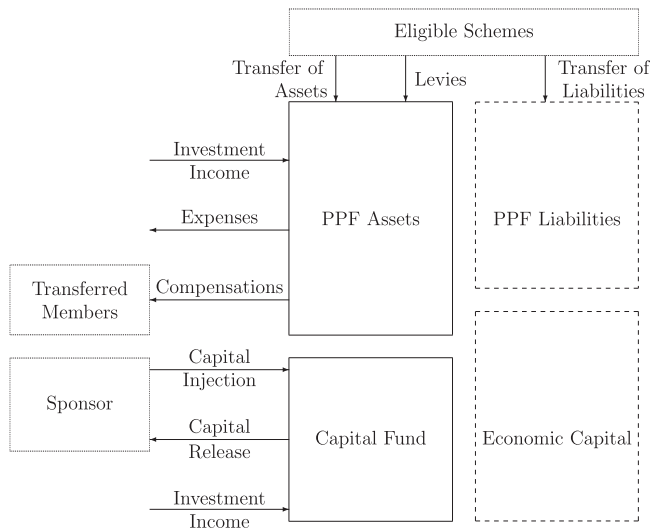 Eligible Schemes
Transfer of
Assets
Levies
Transfer of
Liabilities
Investment
Income
Expenses
PPF Assets
PPF Liabilities
Compensations
Transferred
Members
Capital
Injection
Sponsor
Capital
Release
Capital Fund
Economic Capital
Investment
Income